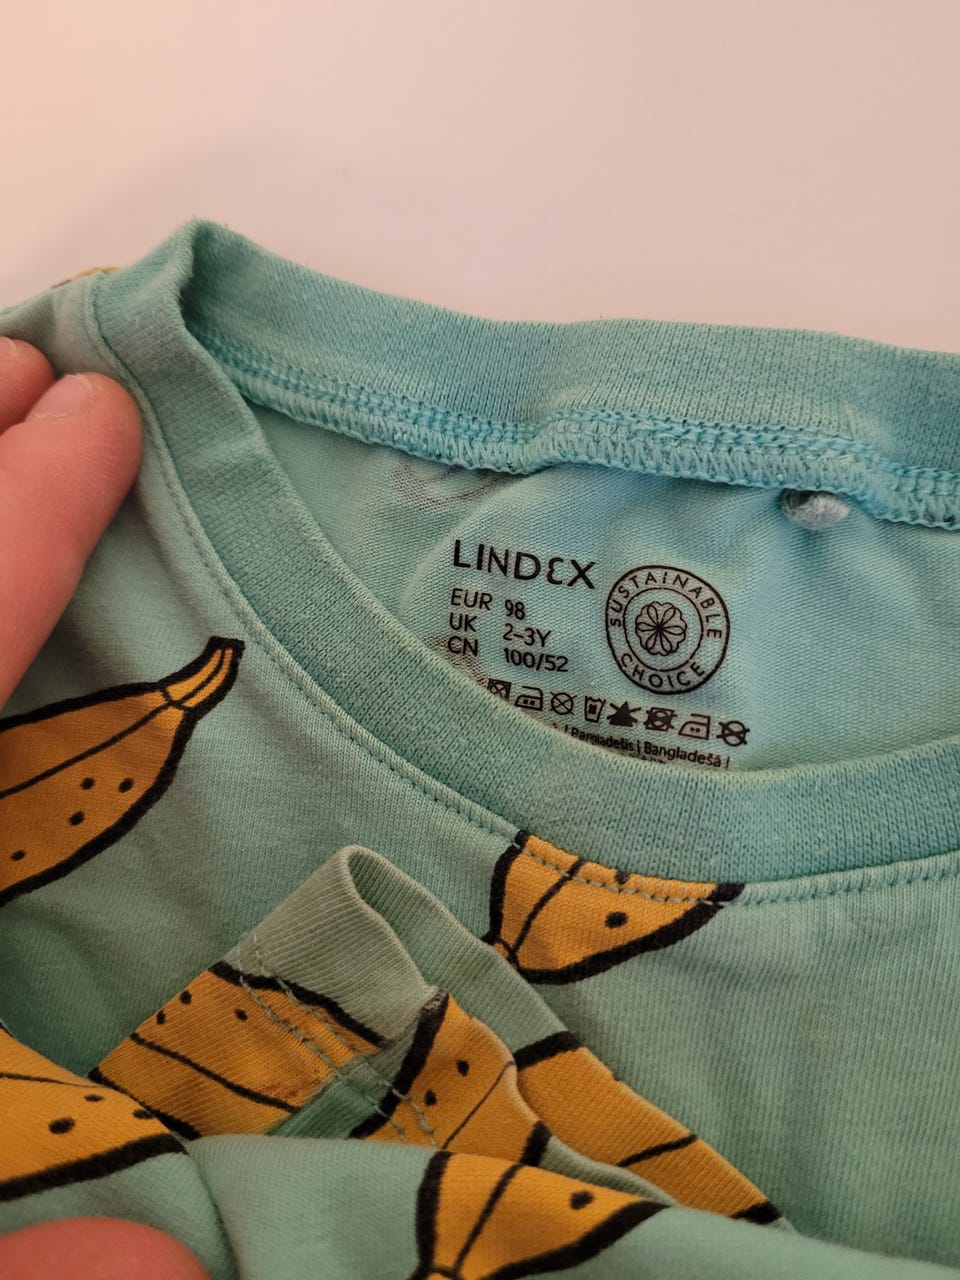 LINDEX
EUR 98
UK 2-3Y
CN 100/52
SUSTAINABLE
CHOICE
| Bangladešis | Bangladeša |